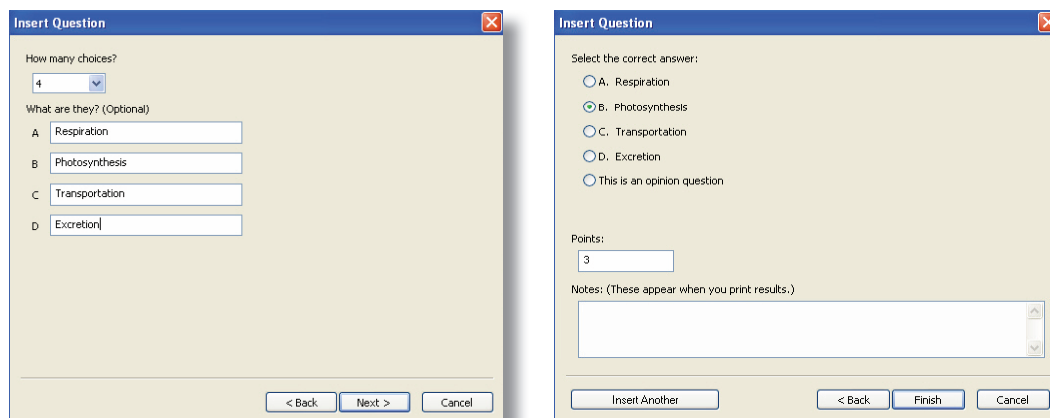 Insert Question
How many choices?
4
What are they? (Optional)
A Respiration
B Photosynthesis
C Transportation
D Excretion
< Back Next > Cancel
Insert Question
Select the correct answer:
A. Respiration
B. Photosynthesis
C. Transportation
D. Excretion
This is an opinion question
Points:
3
Notes: (These appear when you print results.)
Insert Another < Back Finish Cancel